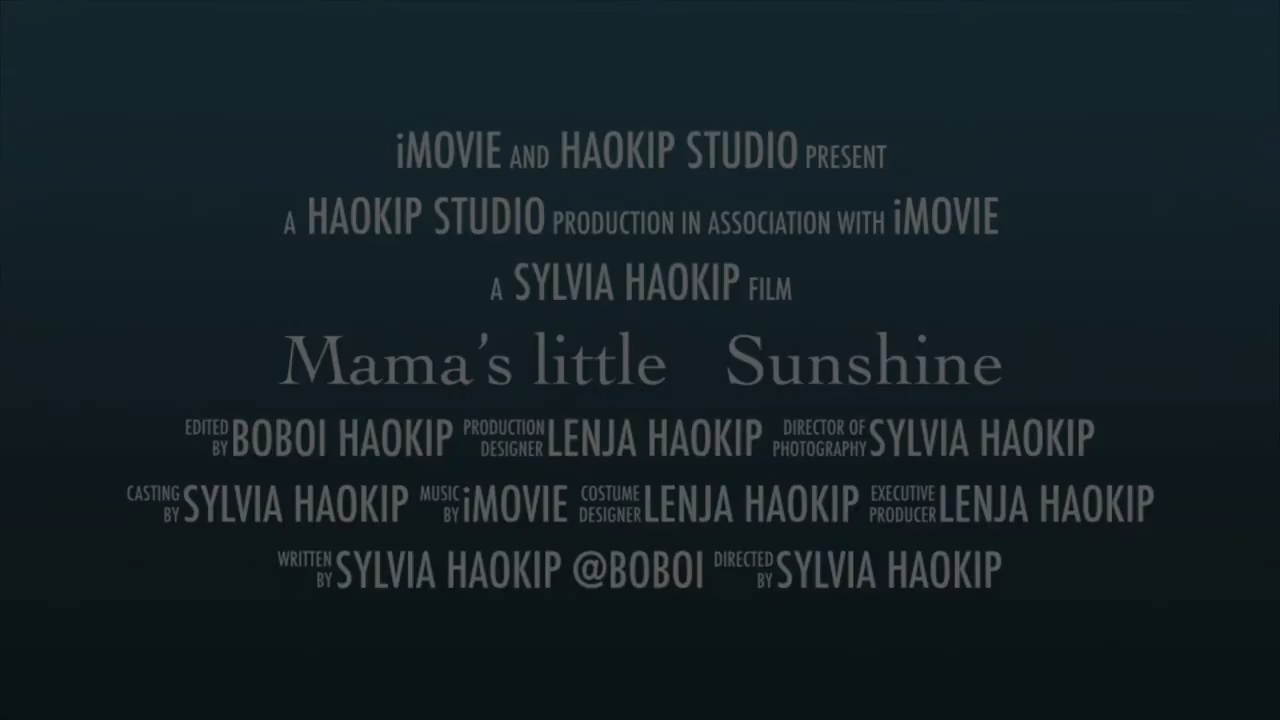 iMOVIE AND HAOKIP STUDIO PRESENT
A HAOKIP STUDIO PRODUCTION IN ASSOCIATION WITH iMOVIE
A SYLVIA HAOKIP FILM
Mama's little Sunshine
EDITED BY BOBOI HAOKIP PRODUCTION DESIGNER LENJA HAOKIP DIRECTOR OF PHOTOGRAPHY SYLVIA HAOKIP
CASTING BY SYLVIA HAOKIP MUSIC BY iMOVIE COSTUME DESIGNER LENJA HAOKIP EXECUTIVE PRODUCER LENJA HAOKIP
WRITTEN BY SYLVIA HAOKIP @BOBOI DIRECTED BY SYLVIA HAOKIP